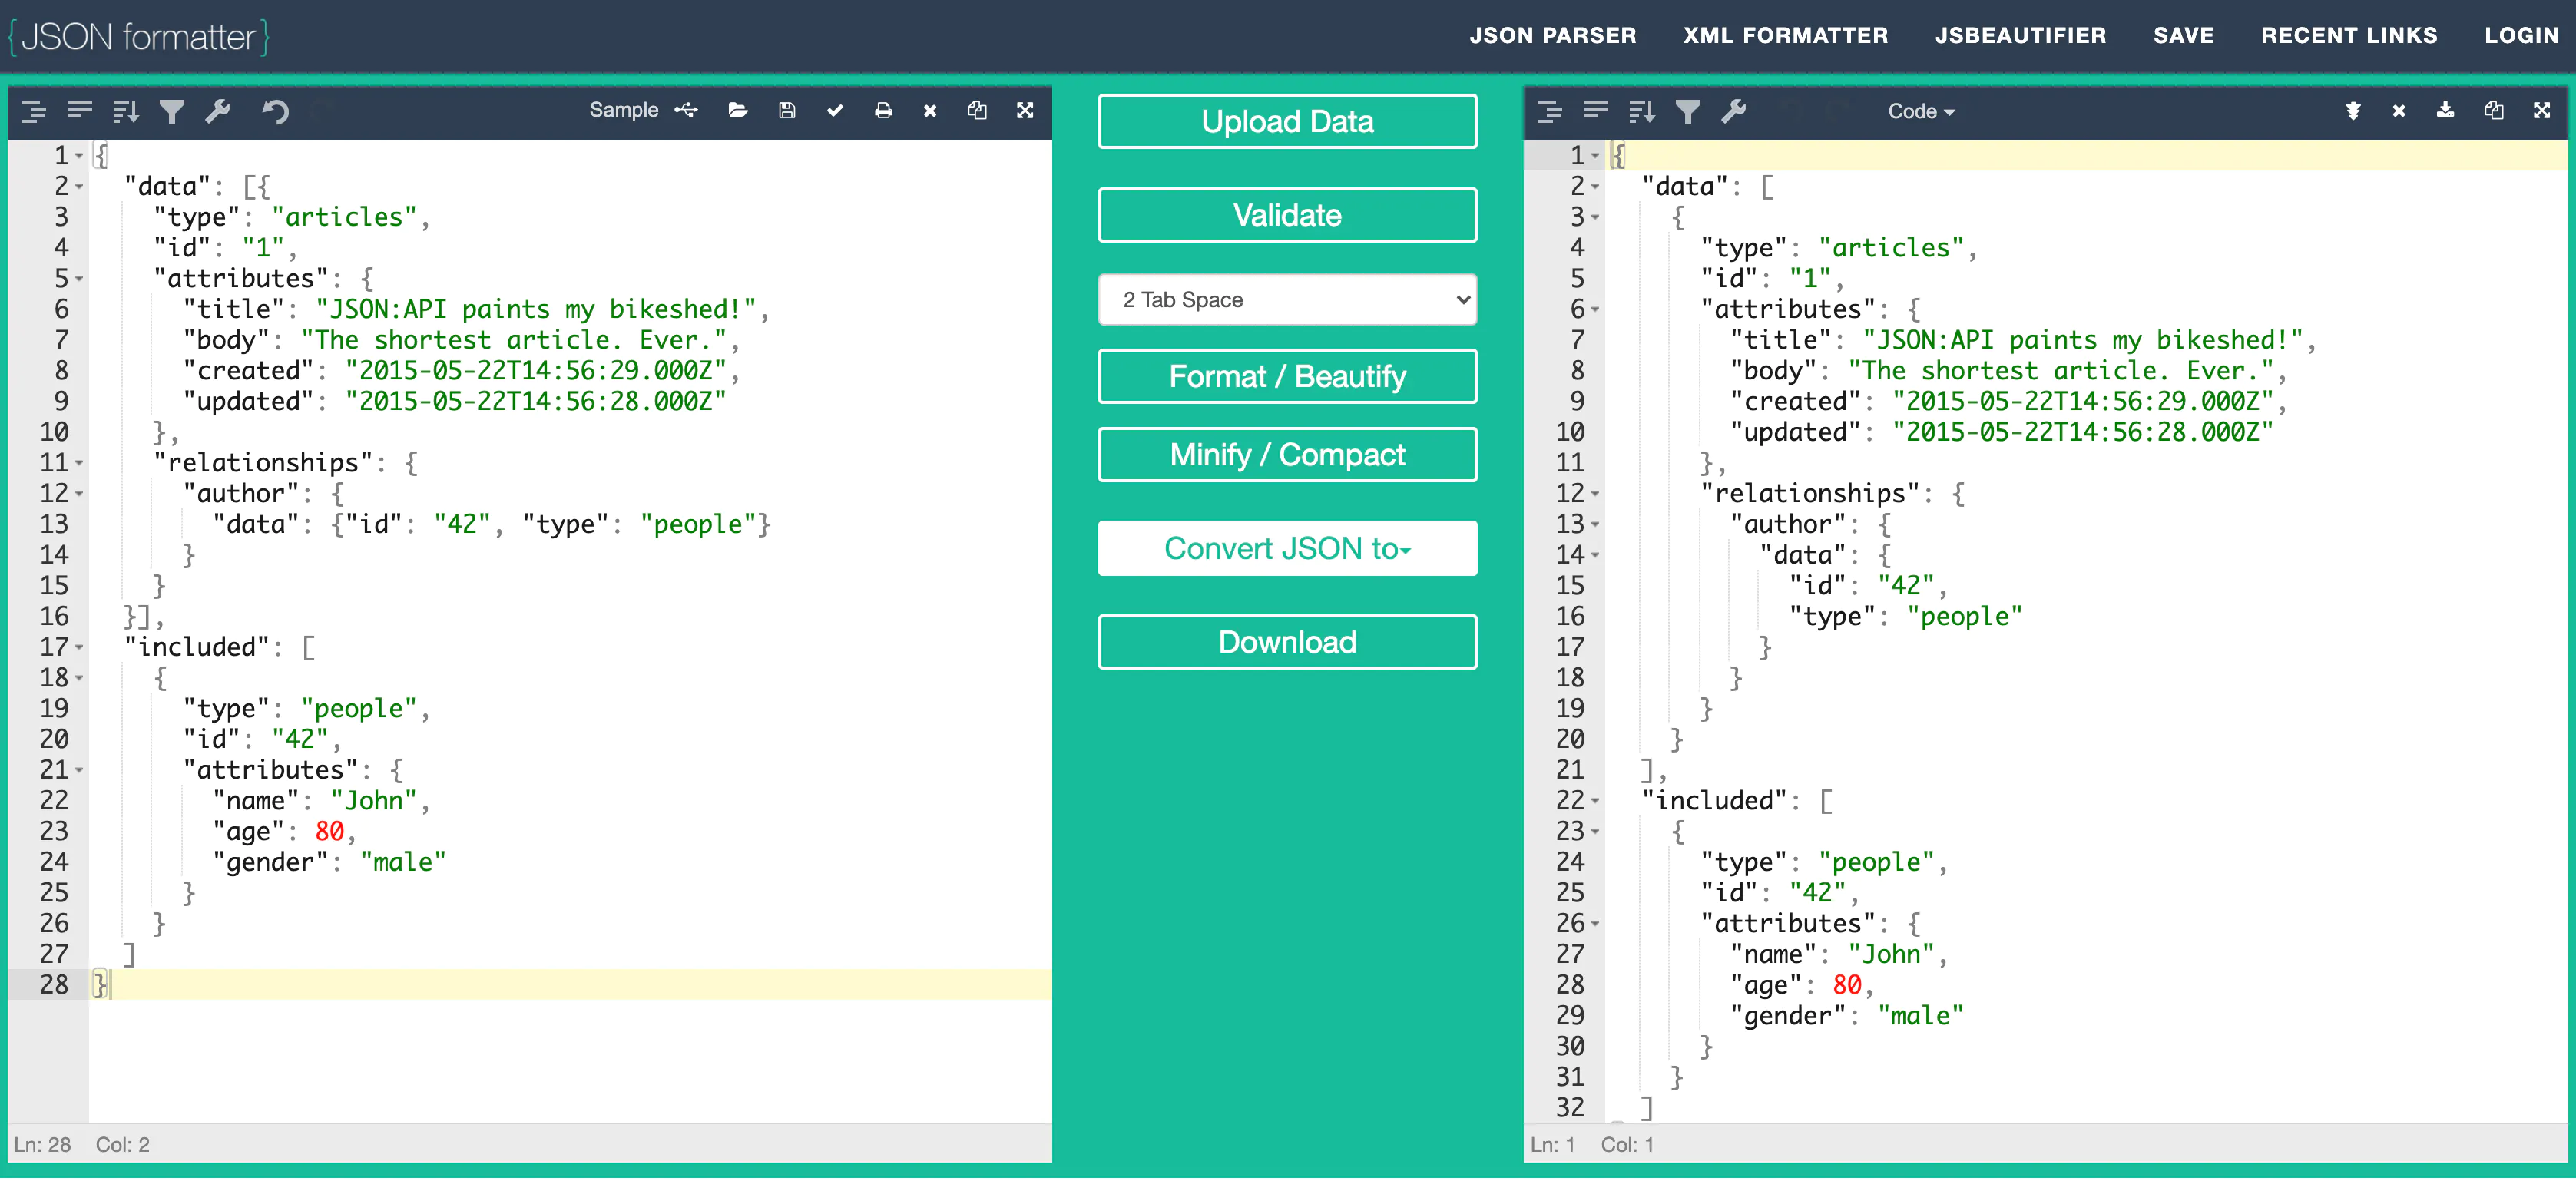 {JSON formatter}
JSON PARSER XML FORMATTER JSBEAUTIFIER SAVE RECENT LINKS LOGIN
Sample
1 {
2   "data": [{
3     "type": "articles",
4     "id": "1",
5     "attributes": {
6       "title": "JSON:API paints my bikeshed!",
7       "body": "The shortest article. Ever.",
8       "created": "2015-05-22T14:56:29.000Z",
9       "updated": "2015-05-22T14:56:28.000Z"
10     },
11     "relationships": {
12       "author": {
13         "data": {"id": "42", "type": "people"}
14       }
15     }
16   }],
17   "included": [
18     {
19       "type": "people",
20       "id": "42",
21       "attributes": {
22         "name": "John",
23         "age": 80,
24         "gender": "male"
25       }
26     }
27   ]
28 }
Ln: 28 Col: 2
Upload Data
Validate
2 Tab Space
Format / Beautify
Minify / Compact
Convert JSON to
Download
Code
1 {
2   "data": [
3     {
4       "type": "articles",
5       "id": "1",
6       "attributes": {
7         "title": "JSON:API paints my bikeshed!",
8         "body": "The shortest article. Ever.",
9         "created": "2015-05-22T14:56:29.000Z",
10         "updated": "2015-05-22T14:56:28.000Z"
11       },
12       "relationships": {
13         "author": {
14           "data": {
15             "id": "42",
16             "type": "people"
17           }
18         }
19       }
20     }
21   ],
22   "included": [
23     {
24       "type": "people",
25       "id": "42",
26       "attributes": {
27         "name": "John",
28         "age": 80,
29         "gender": "male"
30       }
31     }
32   ]
Ln: 1 Col: 1